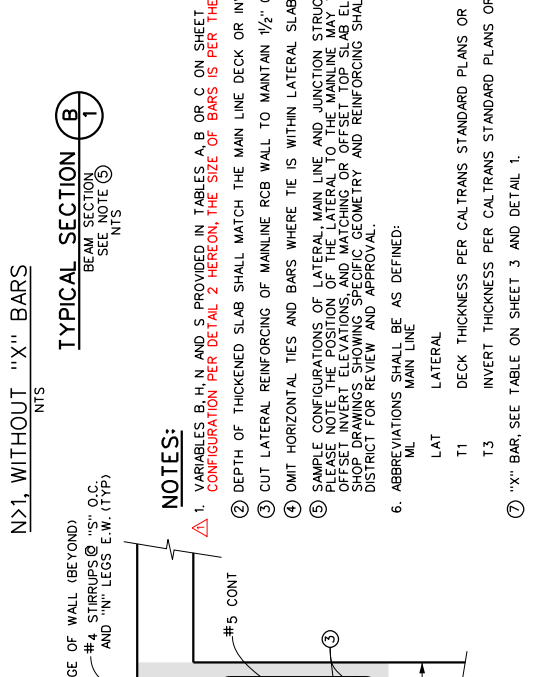 N>1, WITHOUT "X" BARS
NTS
TYPICAL SECTION B
1
BEAM SECTION
SEE NOTE 5
NTS
GE OF WALL (BEYOND)
#4 STIRRUPS@ "S" O.C.
AND "N" LEGS E.W. (TYP)
#5 CONT
3
NOTES:
1 1. VARIABLES B, H, N AND S PROVIDED IN TABLES A, B OR C ON SHEET
CONFIGURATION PER DETAIL 2 HEREON, THE SIZE OF BARS IS PER THE
2 DEPTH OF THICKENED SLAB SHALL MATCH THE MAIN LINE DECK OR IN
3 CUT LATERAL REINFORCING OF MAINLINE RCB WALL TO MAINTAIN 1½"
4 OMIT HORIZONTAL TIES AND BARS WHERE TIE IS WITHIN LATERAL SLAB
5 SAMPLE CONFIGURATIONS OF LATERAL, MAIN LINE AND JUNCTION STRUC
PLEASE NOTE THE POSITION OF THE LATERAL TO THE MAINLINE MAY
OFFSET INVERT ELEVATIONS, AND MATCHING OR OFFSET TOP SLAB EL
SHOP DRAWINGS SHOWING SPECIFIC GEOMETRY AND REINFORCING SHAL
DISTRICT FOR REVIEW AND APPROVAL.
6. ABBREVIATIONS SHALL BE AS DEFINED:
ML MAIN LINE
LAT LATERAL
T1 DECK THICKNESS PER CALTRANS STANDARD PLANS OR
T3 INVERT THICKNESS PER CALTRANS STANDARD PLANS OR
7 "X" BAR, SEE TABLE ON SHEET 3 AND DETAIL 1.